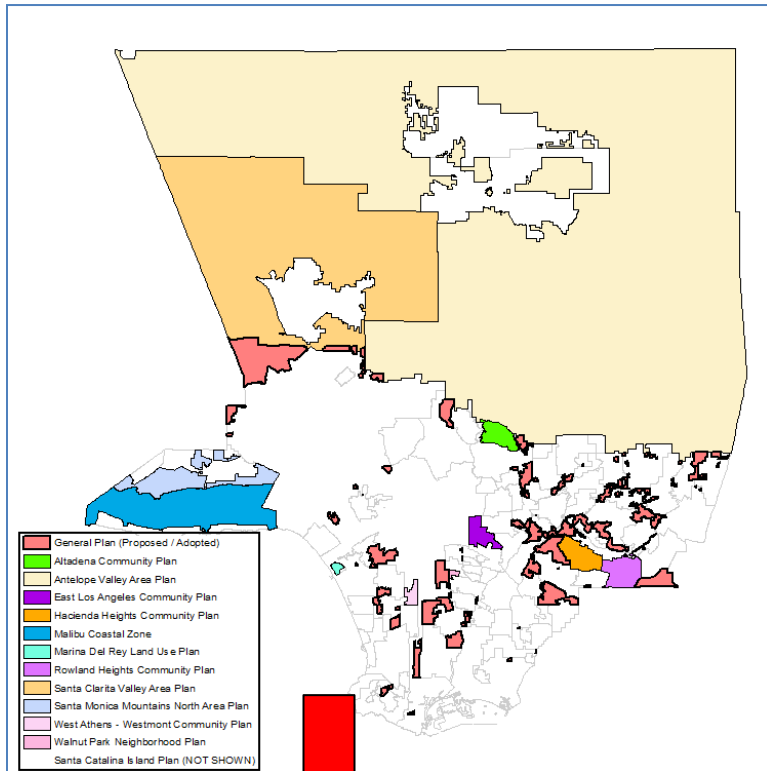 General Plan (Proposed / Adopted)
Altadena Community Plan
Antelope Valley Area Plan
East Los Angeles Community Plan
Hacienda Heights Community Plan
Malibu Coastal Zone
Marina Del Rey Land Use Plan
Rowland Heights Community Plan
Santa Clarita Valley Area Plan
Santa Monica Mountains North Area Plan
West Athens - Westmont Community Plan
Walnut Park Neighborhood Plan
Santa Catalina Island Plan (NOT SHOWN)